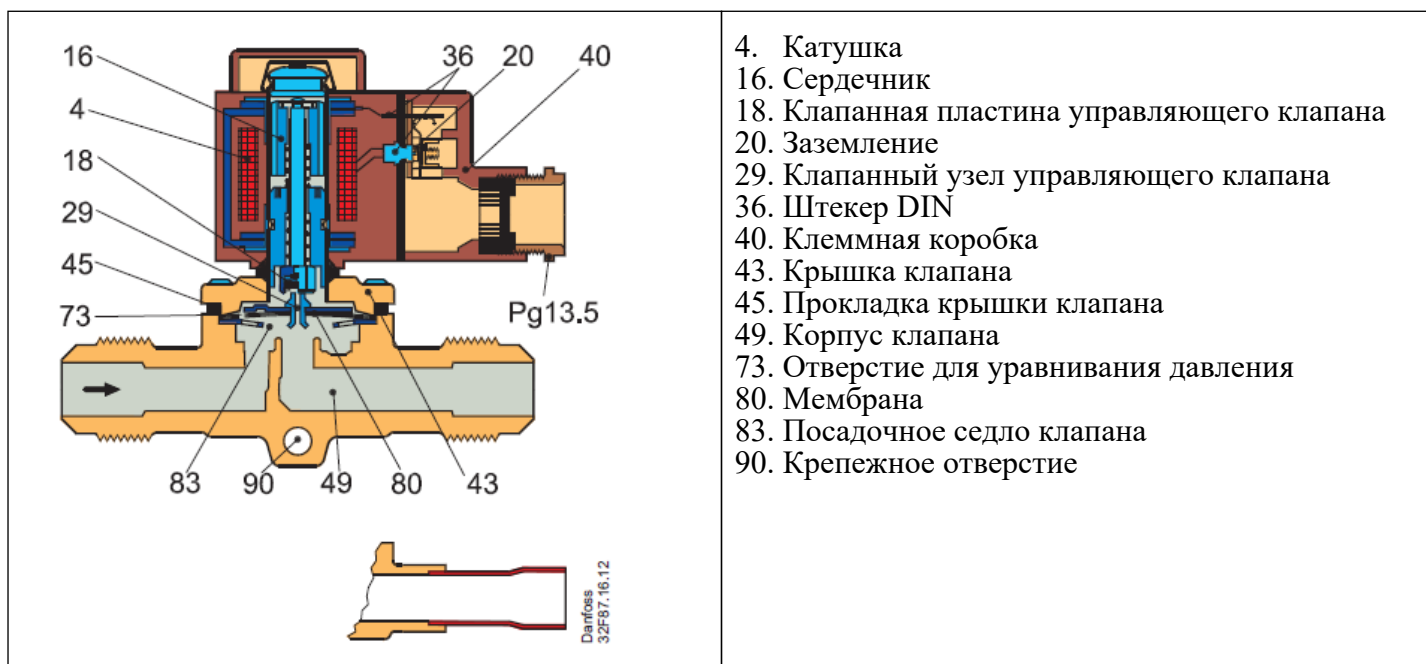 16
4
18
29
45
73
36
20
40
Pg13.5
83
90
49
80
43
Danfoss
32F87.16.12
4. Катушка
16. Сердечник
18. Клапанная пластина управляющего клапана
20. Заземление
29. Клапанный узел управляющего клапана
36. Штекер DIN
40. Клеммная коробка
43. Крышка клапана
45. Прокладка крышки клапана
49. Корпус клапана
73. Отверстие для уравнивания давления
80. Мембрана
83. Посадочное седло клапана
90. Крепежное отверстие